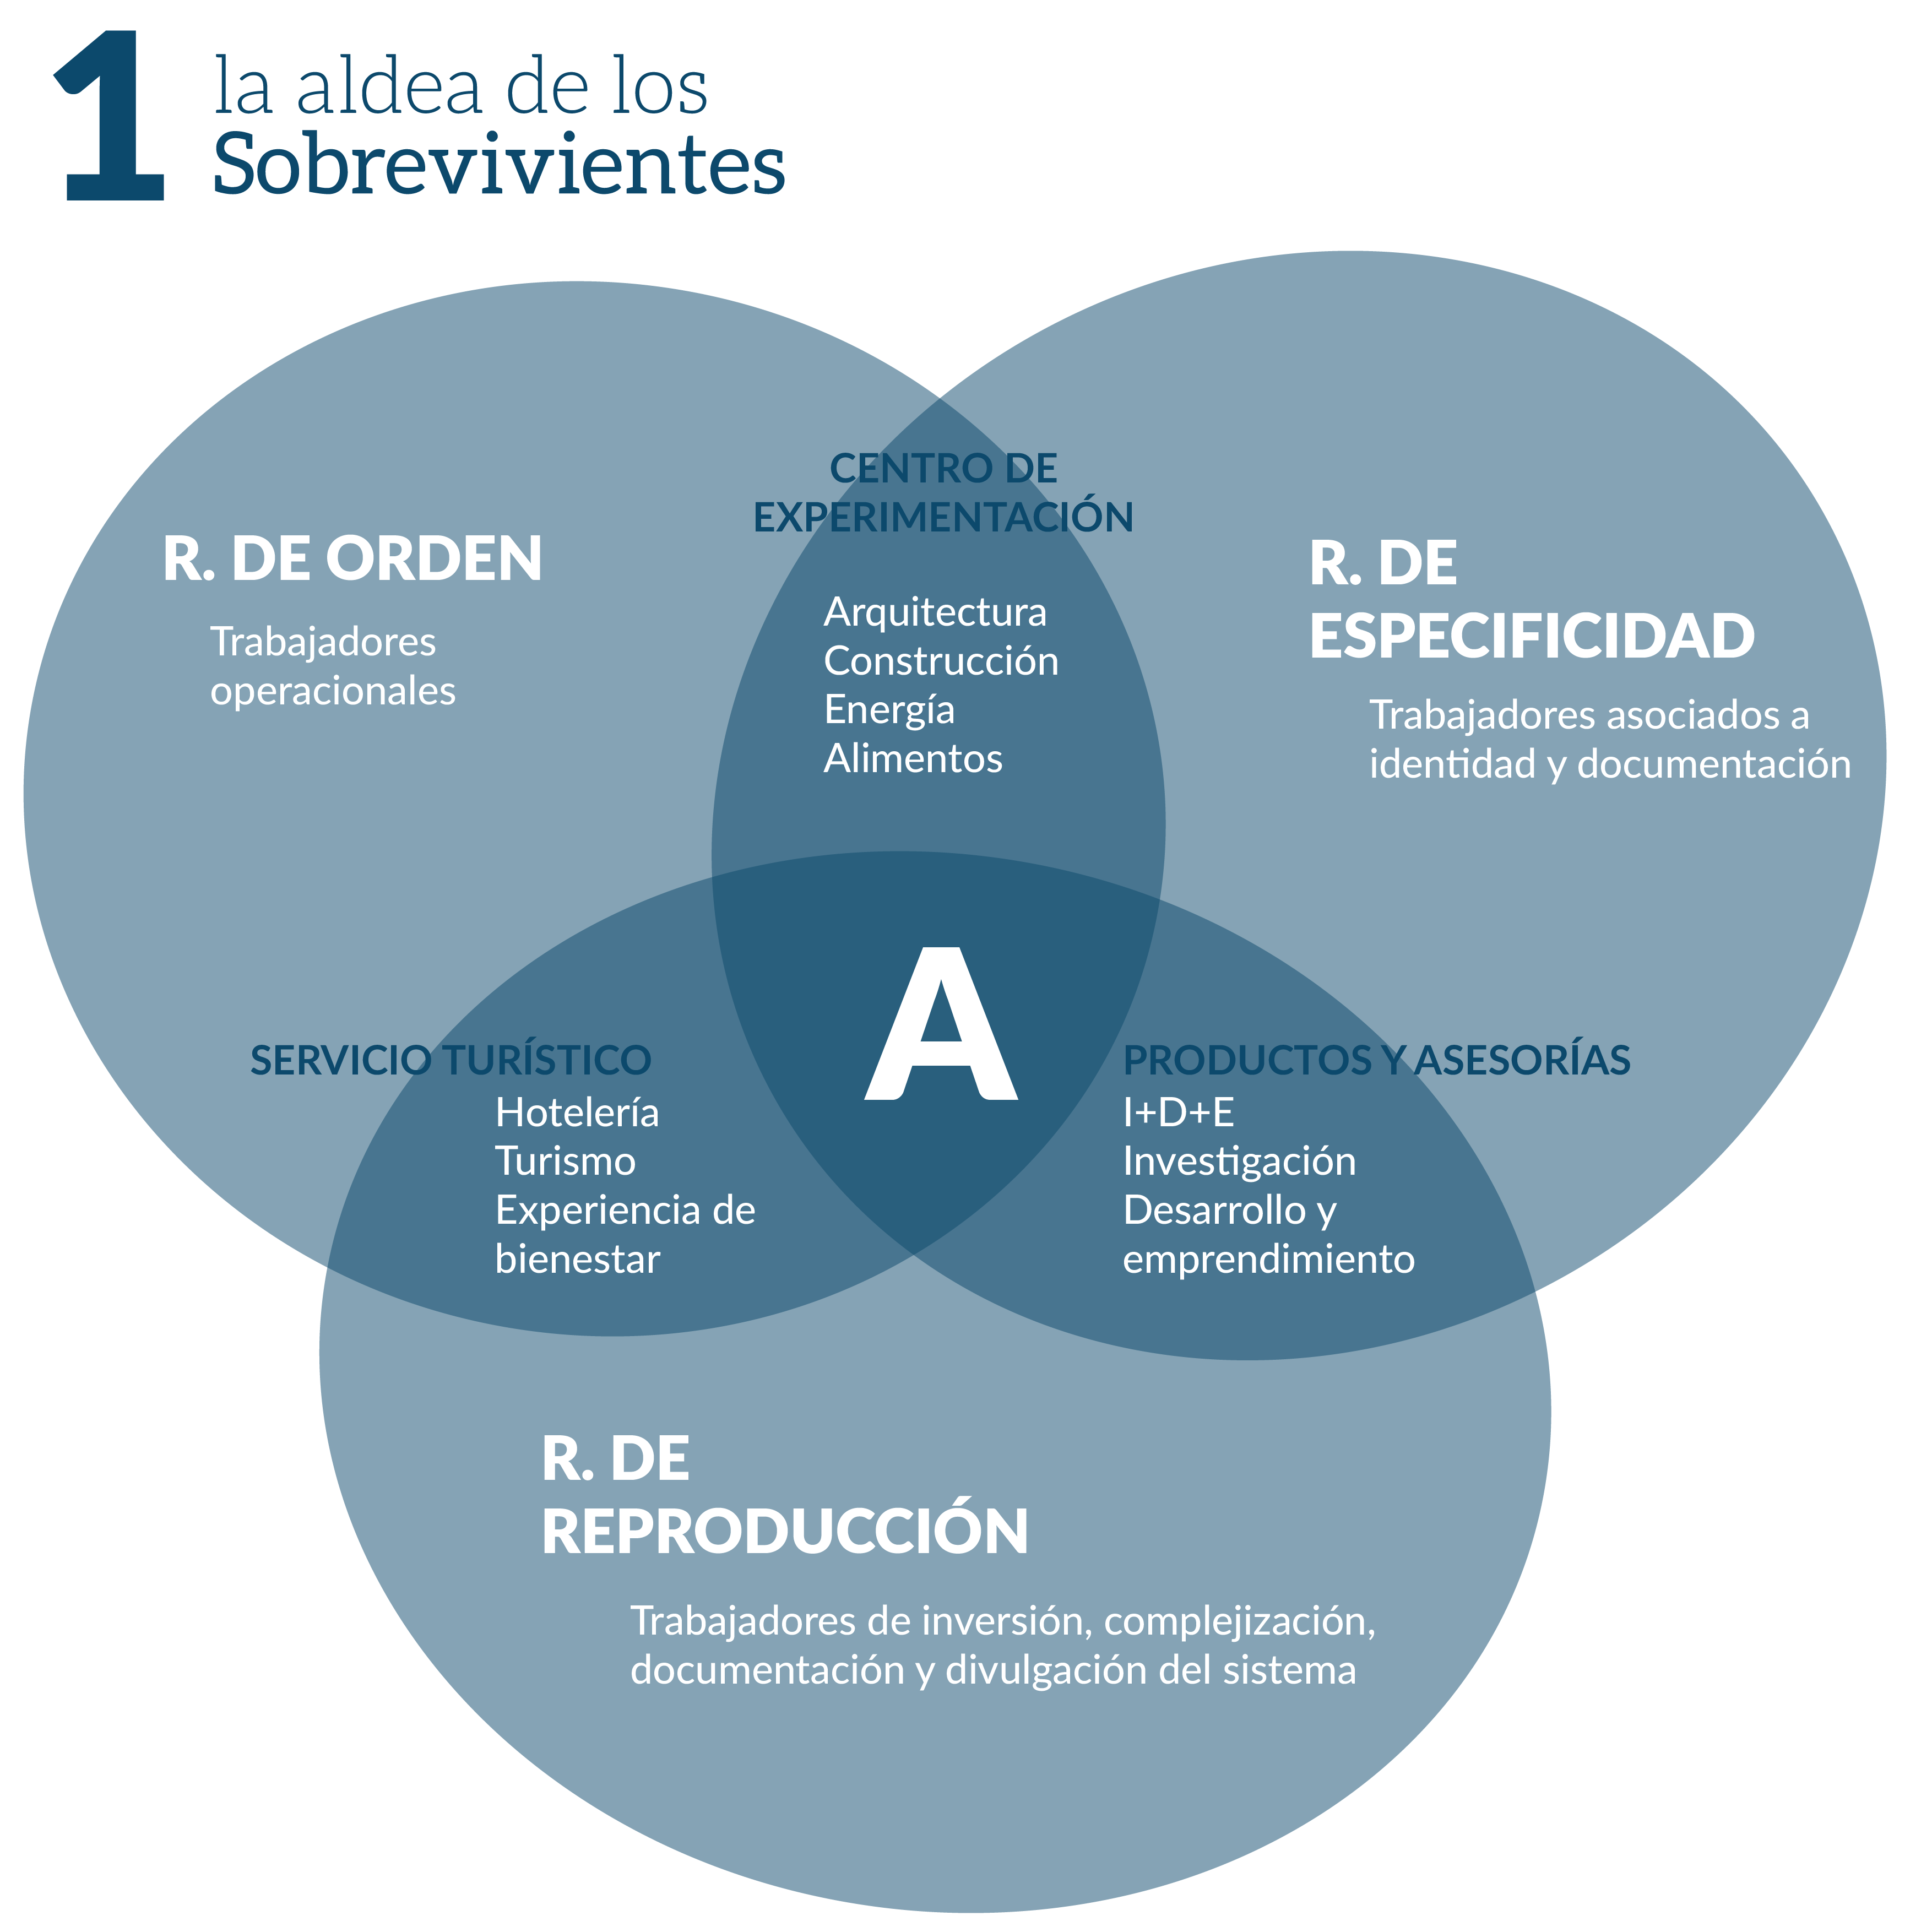 1
la aldea de los
Sobrevivientes
CENTRO DE
EXPERIMENTACIÓN
Arquitectura
Construcción
Energía
Alimentos
R. DE ORDEN
Trabajadores
operacionales
R. DE
ESPECIFICIDAD
Trabajadores asociados a
identidad y documentación
A
SERVICIO TURÍSTICO
Hotelería
Turismo
Experiencia de
bienestar
PRODUCTOS Y ASESORÍAS
I+D+E
Investigación
Desarrollo y
emprendimiento
R. DE
REPRODUCCIÓN
Trabajadores de inversión, complejización,
documentación y divulgación del sistema